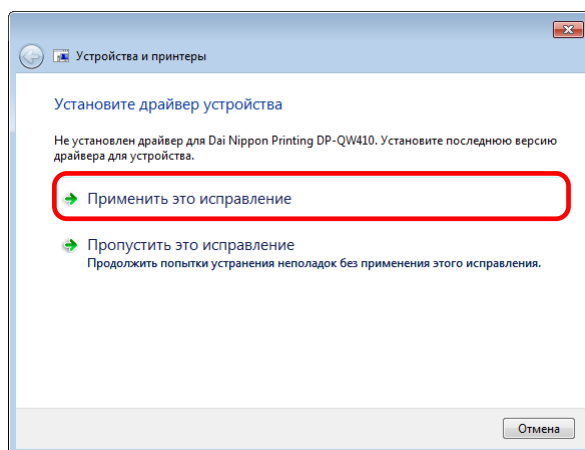 Устройства и принтеры
Установите драйвер устройства
Не установлен драйвер для Dai Nippon Printing DP-QW410. Установите последнюю версию
драйвера для устройства.
Применить это исправление
Пропустить это исправление
Продолжить попытки устранения неполадок без применения этого исправления.
Отмена